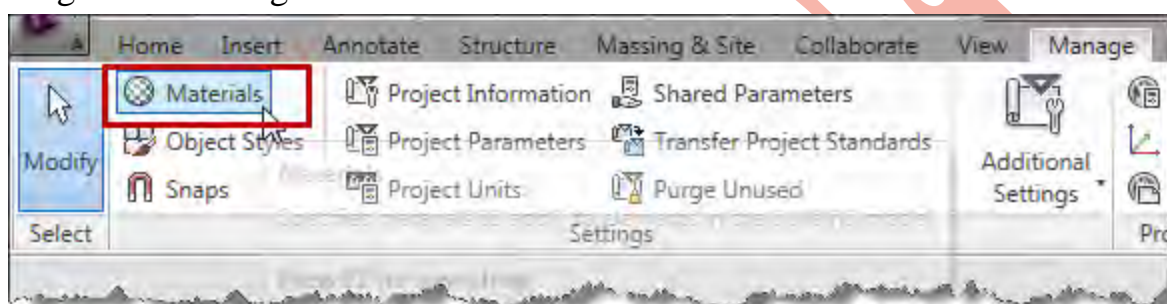 Home Insert Annotate Structure Massing & Site Collaborate View Manage
Materials Project Information Shared Parameters
Object Styles Project Parameters Transfer Project Standards
Modify Additional Settings
Snaps Project Units Purge Unused
Select Settings